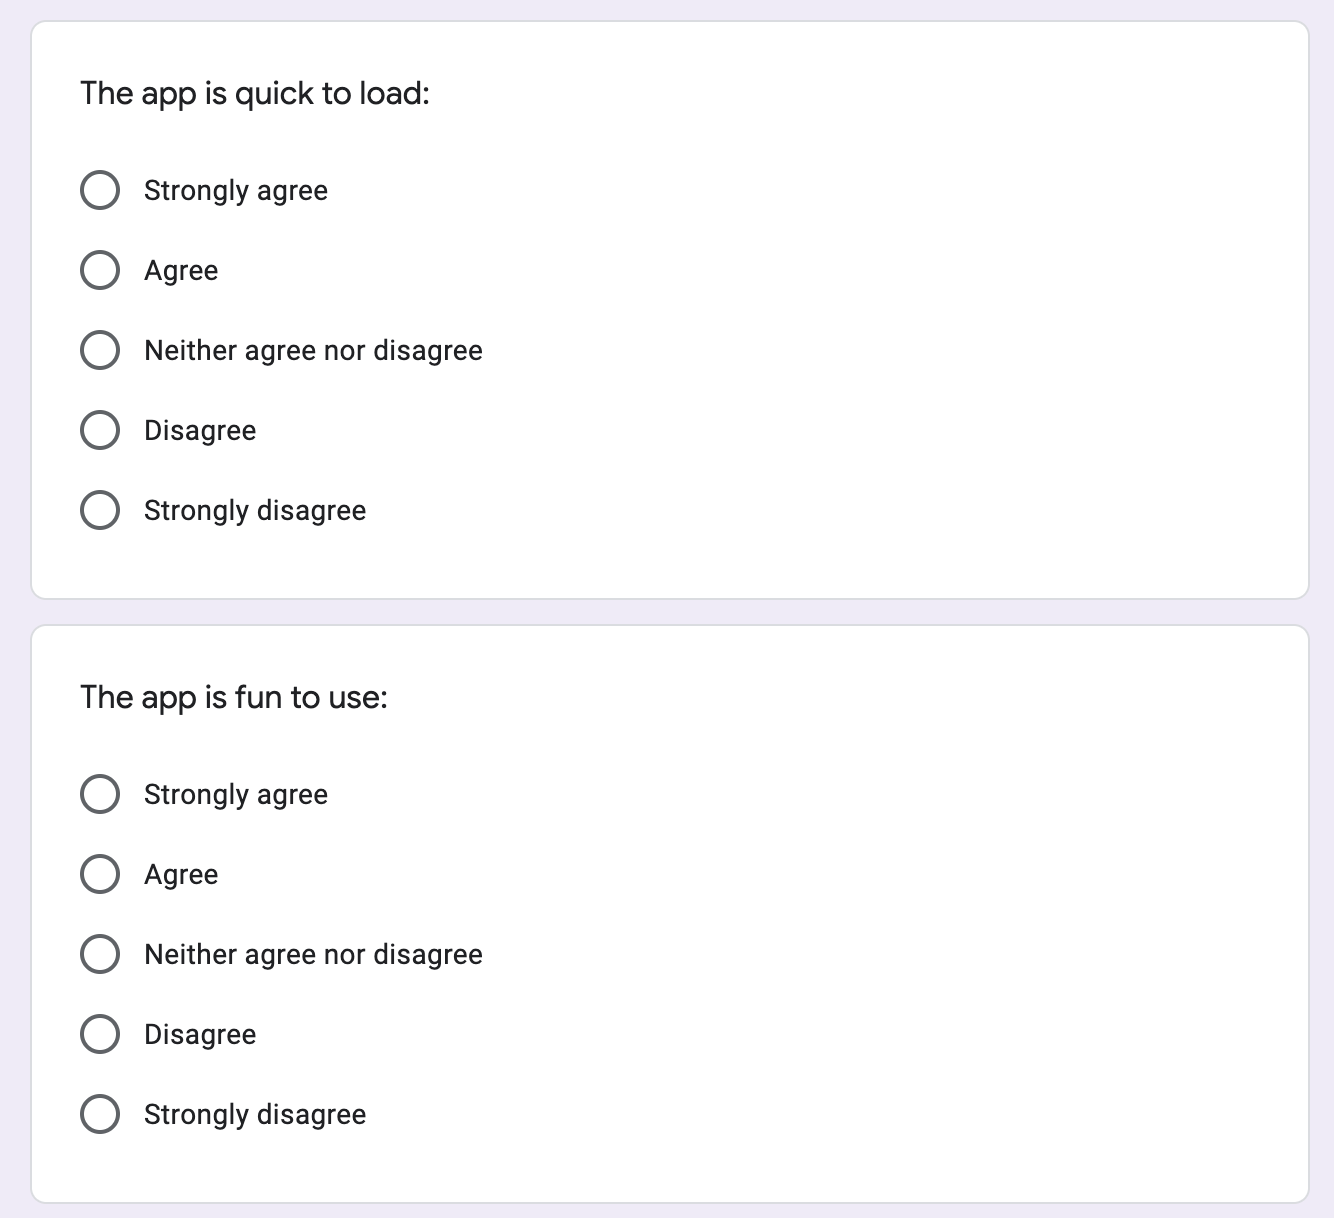 The app is quick to load:
Strongly agree
Agree
Neither agree nor disagree
Disagree
Strongly disagree
The app is fun to use:
Strongly agree
Agree
Neither agree nor disagree
Disagree
Strongly disagree